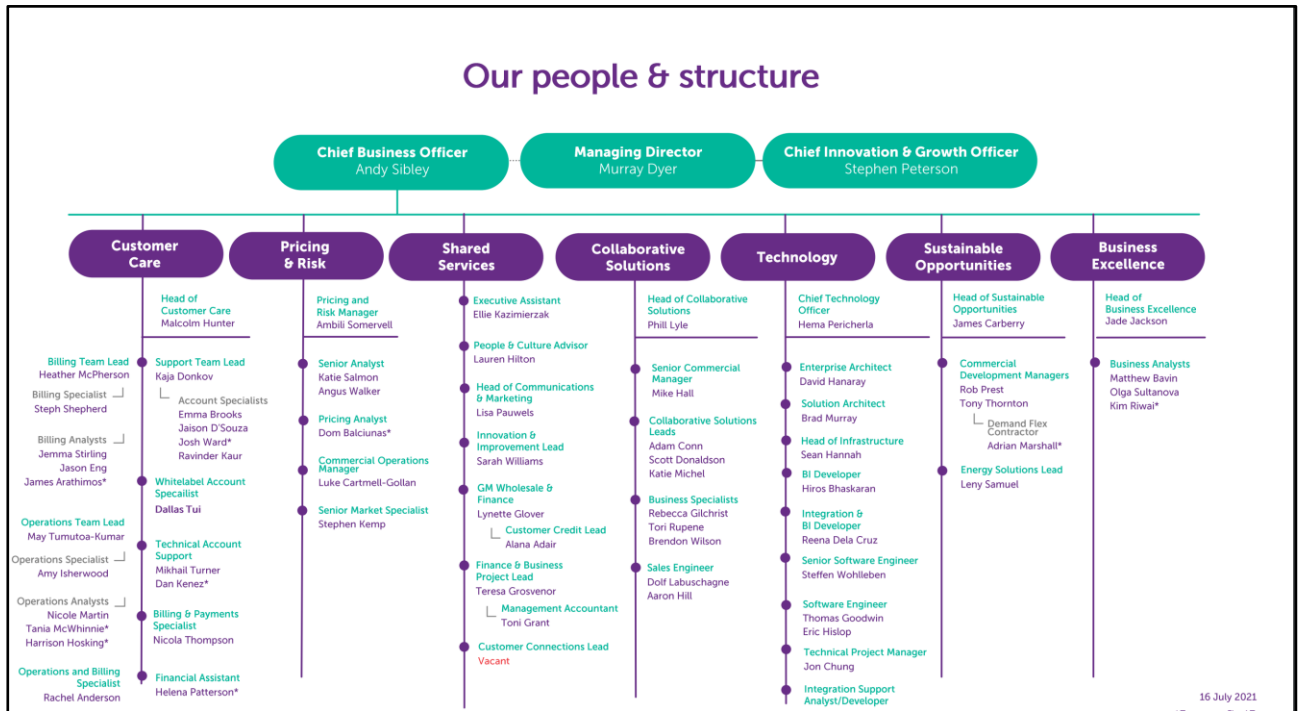 Our people & structure
Chief Business Officer
Andy Sibley
Managing Director
Murray Dyer
Chief Innovation & Growth Officer
Stephen Peterson
Customer
Care
Pricing
& Risk
Shared
Services
Collaborative
Solutions
Technology
Sustainable
Opportunities
Business
Excellence
Head of
Customer Care
Malcolm Hunter
Billing Team Lead
Heather McPherson
Billing Specialist
Steph Shepherd
Billing Analysts
Jemma Stirling
Jason Eng
James Arathimos*
Operations Team Lead
May Tumutoa-Kumar
Operations Specialist
Amy Isherwood
Operations Analysts
Nicole Martin
Tania McWhinnie*
Harrison Hosking*
Operations and Billing
Specialist
Rachel Anderson
Support Team Lead
Kaja Donkov
Account Specialists
Emma Brooks
Jaison D'Souza
Josh Ward*
Ravinder Kaur
Whitelabel Account
Specailist
Dallas Tui
Technical Account
Support
Mikhail Turner
Dan Kenez*
Billing & Payments
Specialist
Nicola Thompson
Financial Assistant
Helena Patterson*
Pricing and
Risk Manager
Ambili Somervell
Senior Analyst
Katie Salmon
Angus Walker
Pricing Analyst
Dom Balciunas*
Commercial Operations
Manager
Luke Cartmell-Gollan
Senior Market Specialist
Stephen Kemp
Executive Assistant
Ellie Kazimierzak
People & Culture Advisor
Lauren Hilton
Head of Communications
& Marketing
Lisa Pauwels
Innovation &
Improvement Lead
Sarah Williams
GM Wholesale &
Finance
Lynette Glover
Customer Credit Lead
Alana Adair
Finance & Business
Project Lead
Teresa Grosvenor
Management Accountant
Toni Grant
Customer Connections Lead
Vacant
Head of Collaborative
Solutions
Phill Lyle
Senior Commercial
Manager
Mike Hall
Collaborative Solutions
Leads
Adam Conn
Scott Donaldson
Katie Michel
Business Specialists
Rebecca Gilchrist
Tori Rupene
Brendon Wilson
Sales Engineer
Dolf Labuschagne
Aaron Hill
Chief Technology
Officer
Hema Pericherla
Enterprise Architect
David Hanaray
Solution Architect
Brad Murray
Head of Infrastructure
Sean Hannah
BI Developer
Hiros Bhaskaran
Integration &
BI Developer
Reena Dela Cruz
Senior Software Engineer
Steffen Wohlleben
Software Engineer
Thomas Goodwin
Eric Hislop
Technical Project Manager
Jon Chung
Integration Support
Analyst/Developer
Head of Sustainable
Opportunities
James Carberry
Commercial
Development Managers
Rob Prest
Tony Thornton
Demand Flex
Contractor
Adrian Marshall*
Energy Solutions Lead
Leny Samuel
Head of
Business Excellence
Jade Jackson
Business Analysts
Matthew Bavin
Olga Sultanova
Kim Riwai*
16 July 2021